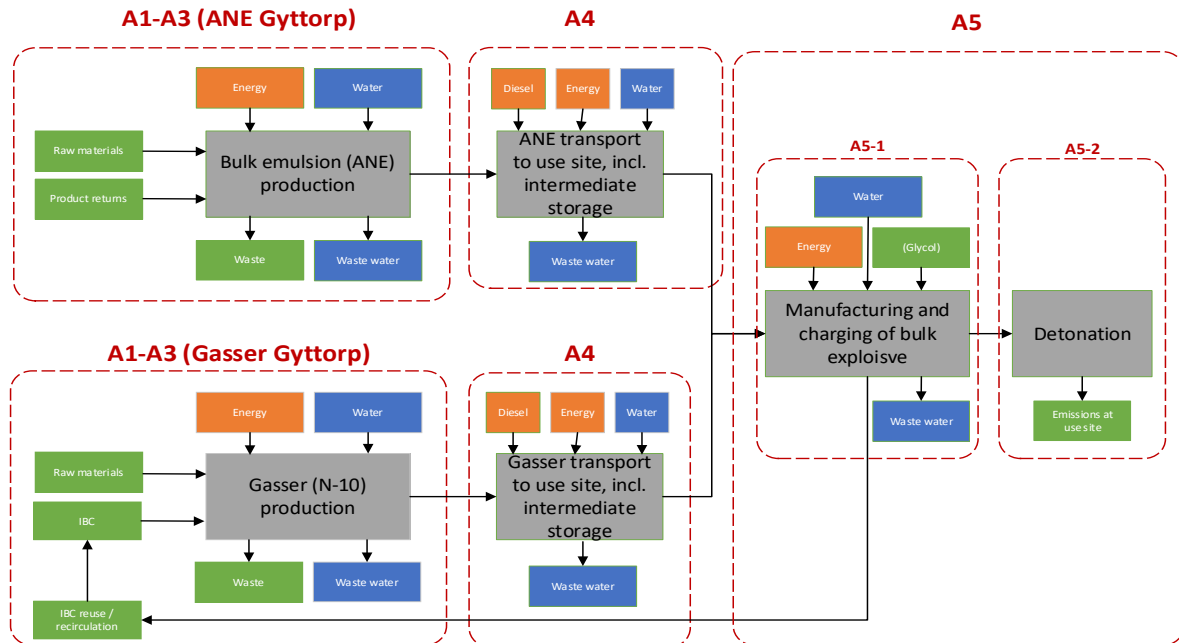 A1-A3 (ANE Gyttorp)
Energy
Water
Raw materials
Product returns
Bulk emulsion (ANE)
production
Waste
Waste water
A4
Diesel
Energy
Water
ANE transport
to use site, incl.
intermediate
storage
Waste water
A1-A3 (Gasser Gyttorp)
Energy
Water
Raw materials
IBC
Gasser (N-10)
production
Waste
Waste water
IBC reuse /
recirculation
A4
Diesel
Energy
Water
Gasser transport
to use site, incl.
intermediate
storage
Waste water
A5
A5-1
Water
Energy
(Glycol)
Manufacturing and
charging of bulk
exploisve
Waste water
A5-2
Detonation
Emissions at
use site